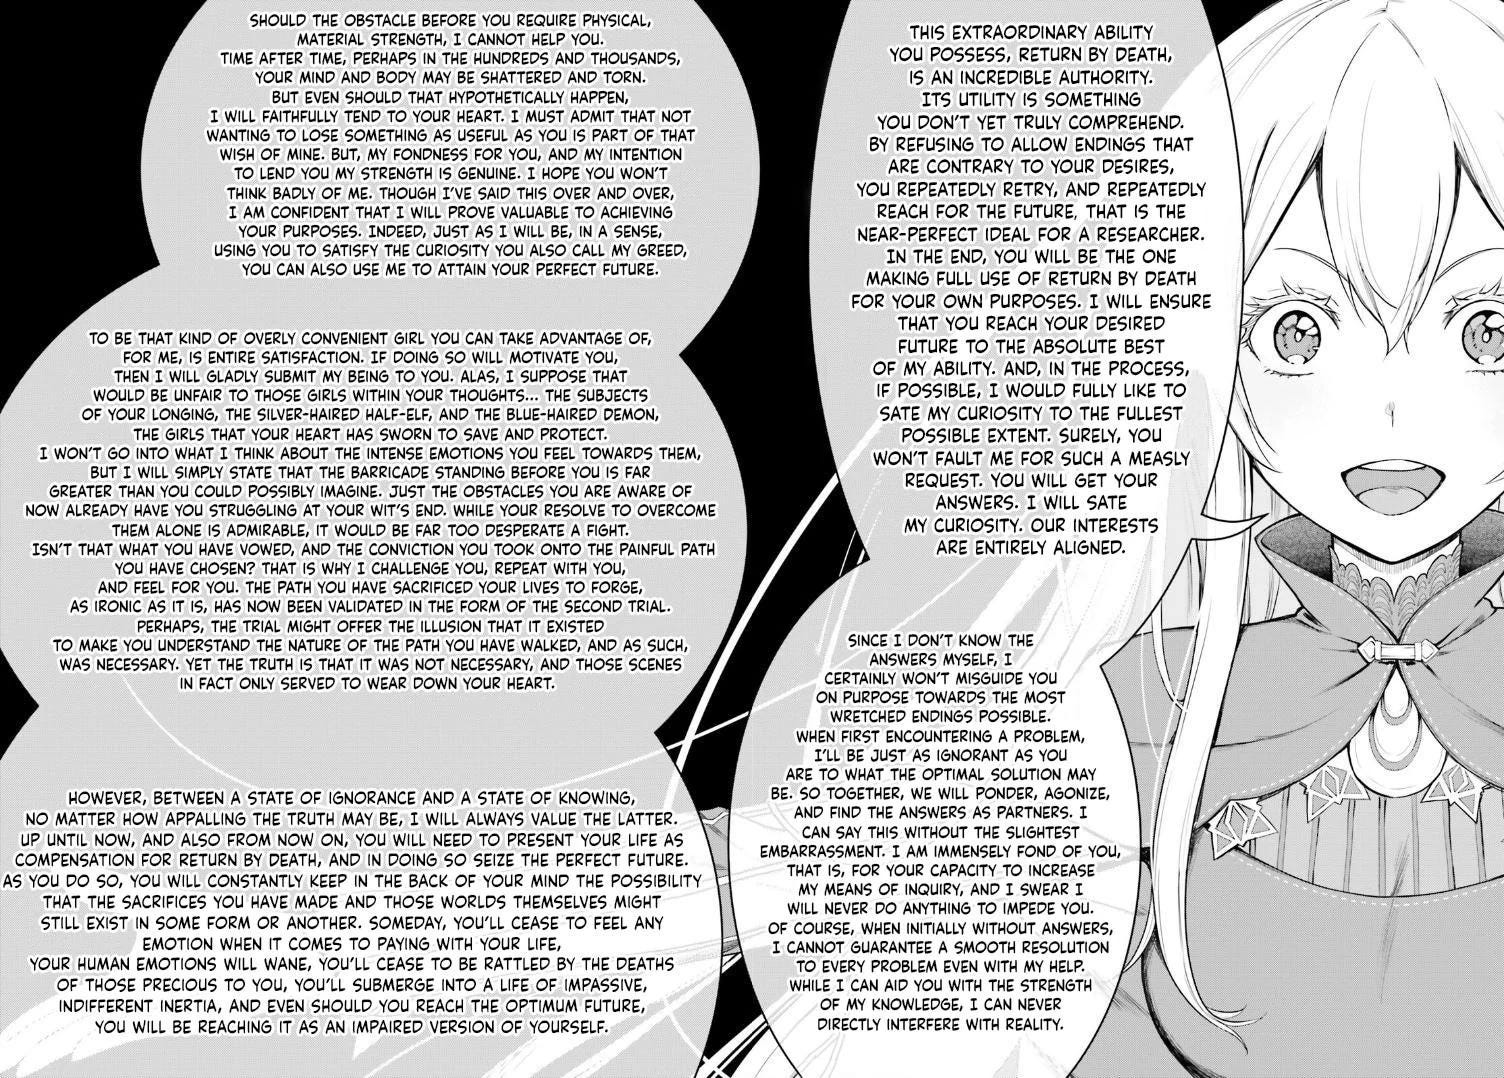 THIS EXTRAORDINARY ABILITY
YOU POSSESS, RETURN BY DEATH,
IS AN INCREDIBLE AUTHORITY.
ITS UTILITY IS SOMETHING
YOU DON'T YET TRULY COMPREHEND.
BY REFUSING TO ALLOW ENDINGS THAT
ARE CONTRARY TO YOUR DESIRES,
YOU REPEATEDLY RETRY, AND REPEATEDLY
REACH FOR THE FUTURE, THAT IS THE
NEAR-PERFECT IDEAL FOR A RESEARCHER.
IN THE END, YOU WILL BE THE ONE
MAKING FULL USE OF RETURN BY DEATH
FOR YOUR OWN PURPOSES. I WILL ENSURE
THAT YOU REACH YOUR DESIRED
FUTURE TO THE ABSOLUTE BEST
OF MY ABILITY. AND, IN THE PROCESS,
IF POSSIBLE, I WOULD FULLY LIKE TO
SATE MY CURIOSITY TO THE FULLEST
POSSIBLE EXTENT. SURELY, YOU
WON'T FAULT ME FOR SUCH A MEASLY
REQUEST. YOU WILL GET YOUR
ANSWERS. I WILL SATE
MY CURIOSITY. OUR INTERESTS
ARE ENTIRELY ALIGNED.
SINCE I DON'T KNOW THE
ANSWERS MYSELF, I
CERTAINLY WON'T MISGUIDE YOU
ON PURPOSE TOWARDS THE MOST
WRETCHED ENDINGS POSSIBLE.
WHEN FIRST ENCOUNTERING A PROBLEM,
I'LL BE JUST AS IGNORANT AS YOU
ARE TO WHAT THE OPTIMAL SOLUTION MAY
BE. SO TOGETHER, WE WILL PONDER, AGONIZE,
AND FIND THE ANSWERS AS PARTNERS. I
CAN SAY THIS WITHOUT THE SLIGHTEST
EMBARRASSMENT. I AM IMMENSELY FOND OF YOU,
THAT IS, FOR YOUR CAPACITY TO INCREASE
MY MEANS OF INQUIRY, AND I SWEAR I
WILL NEVER DO ANYTHING TO IMPEDE YOU.
OF COURSE, WHEN INITIALLY WITHOUT ANSWERS,
I CANNOT GUARANTEE A SMOOTH RESOLUTION
TO EVERY PROBLEM EVEN WITH MY HELP.
WHILE I CAN AID YOU WITH THE STRENGTH
OF MY KNOWLEDGE, I CAN NEVER
DIRECTLY INTERFERE WITH REALITY.
SHOULD THE OBSTACLE BEFORE YOU REQUIRE PHYSICAL,
MATERIAL STRENGTH, I CANNOT HELP YOU.
TIME AFTER TIME, PERHAPS IN THE HUNDREDS AND THOUSANDS,
YOUR MIND AND BODY MAY BE SHATTERED AND TORN.
BUT EVEN SHOULD THAT HYPOTHETICALLY HAPPEN,
I WILL FAITHFULLY TEND TO YOUR HEART. I MUST ADMIT THAT NOT
WANTING TO LOSE SOMETHING AS USEFUL AS YOU IS PART OF THAT
WISH OF MINE. BUT, MY FONDNESS FOR YOU, AND MY INTENTION
TO LEND YOU MY STRENGTH IS GENUINE. I HOPE YOU WON'T
THINK BADLY OF ME. THOUGH I'VE SAID THIS OVER AND OVER,
I AM CONFIDENT THAT I WILL PROVE VALUABLE TO ACHIEVING
YOUR PURPOSES. INDEED, JUST AS I WILL BE, IN A SENSE,
USING YOU TO SATISFY THE CURIOSITY YOU ALSO CALL MY GREED,
YOU CAN ALSO USE ME TO ATTAIN YOUR PERFECT FUTURE.
TO BE THAT KIND OF OVERLY CONVENIENT GIRL YOU CAN TAKE ADVANTAGE OF,
FOR ME, IS ENTIRE SATISFACTION. IF DOING SO WILL MOTIVATE YOU,
THEN I WILL GLADLY SUBMIT MY BEING TO YOU. ALAS, I SUPPOSE THAT
WOULD BE UNFAIR TO THOSE GIRLS WITHIN YOUR THOUGHTS... THE SUBJECTS
OF YOUR LONGING, THE SILVER-HAIRED HALF-ELF, AND THE BLUE-HAIRED DEMON,
THE GIRLS THAT YOUR HEART HAS SWORN TO SAVE AND PROTECT.
I WON'T GO INTO WHAT I THINK ABOUT THE INTENSE EMOTIONS YOU FEEL TOWARDS THEM,
BUT I WILL SIMPLY STATE THAT THE BARRICADE STANDING BEFORE YOU IS FAR
GREATER THAN YOU COULD POSSIBLY IMAGINE. JUST THE OBSTACLES YOU ARE AWARE OF
NOW ALREADY HAVE YOU STRUGGLING AT YOUR WIT'S END. WHILE YOUR RESOLVE TO OVERCOME
THEM ALONE IS ADMIRABLE, IT WOULD BE FAR TOO DESPERATE A FIGHT.
ISN'T THAT WHAT YOU HAVE VOWED, AND THE CONVICTION YOU TOOK ONTO THE PAINFUL PATH
YOU HAVE CHOSEN? THAT IS WHY I CHALLENGE YOU, REPEAT WITH YOU,
AND FEEL FOR YOU. THE PATH YOU HAVE SACRIFICED YOUR LIVES TO FORGE,
AS IRONIC AS IT IS, HAS NOW BEEN VALIDATED IN THE FORM OF THE SECOND TRIAL.
PERHAPS, THE TRIAL MIGHT OFFER THE ILLUSION THAT IT EXISTED
TO MAKE YOU UNDERSTAND THE NATURE OF THE PATH YOU HAVE WALKED, AND AS SUCH,
WAS NECESSARY. YET THE TRUTH IS THAT IT WAS NOT NECESSARY, AND THOSE SCENES
IN FACT ONLY SERVED TO WEAR DOWN YOUR HEART.
HOWEVER, BETWEEN A STATE OF IGNORANCE AND A STATE OF KNOWING,
NO MATTER HOW APPALLING THE TRUTH MAY BE, I WILL ALWAYS VALUE THE LATTER.
UP UNTIL NOW, AND ALSO FROM NOW ON, YOU WILL NEED TO PRESENT YOUR LIFE AS
COMPENSATION FOR RETURN BY DEATH, AND IN DOING SO SEIZE THE PERFECT FUTURE.
AS YOU DO SO, YOU WILL CONSTANTLY KEEP IN THE BACK OF YOUR MIND THE POSSIBILITY
THAT THE SACRIFICES YOU HAVE MADE AND THOSE WORLDS THEMSELVES MIGHT
STILL EXIST IN SOME FORM OR ANOTHER. SOMEDAY, YOU'LL CEASE TO FEEL ANY
EMOTION WHEN IT COMES TO PAYING WITH YOUR LIFE,
YOUR HUMAN EMOTIONS WILL WANE, YOU'LL CEASE TO BE RATTLED BY THE DEATHS
OF THOSE PRECIOUS TO YOU, YOU'LL SUBMERGE INTO A LIFE OF IMPASSIVE,
INDIFFERENT INERTIA, AND EVEN SHOULD YOU REACH THE OPTIMUM FUTURE,
YOU WILL BE REACHING IT AS AN IMPAIRED VERSION OF YOURSELF.